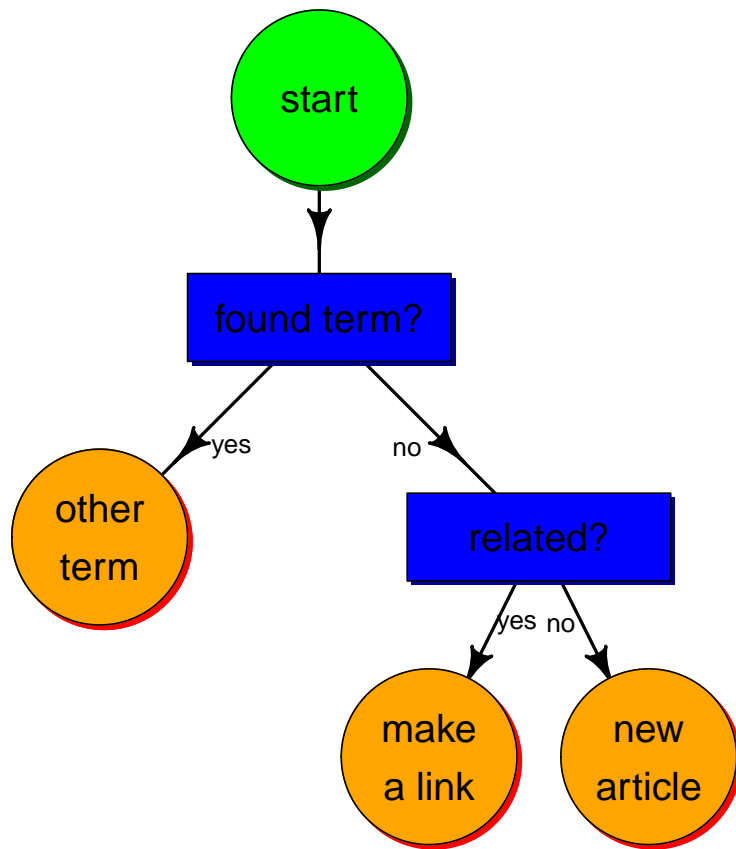 start
found term?
yes
no
other
term
related?
yes
no
make
a link
new
article